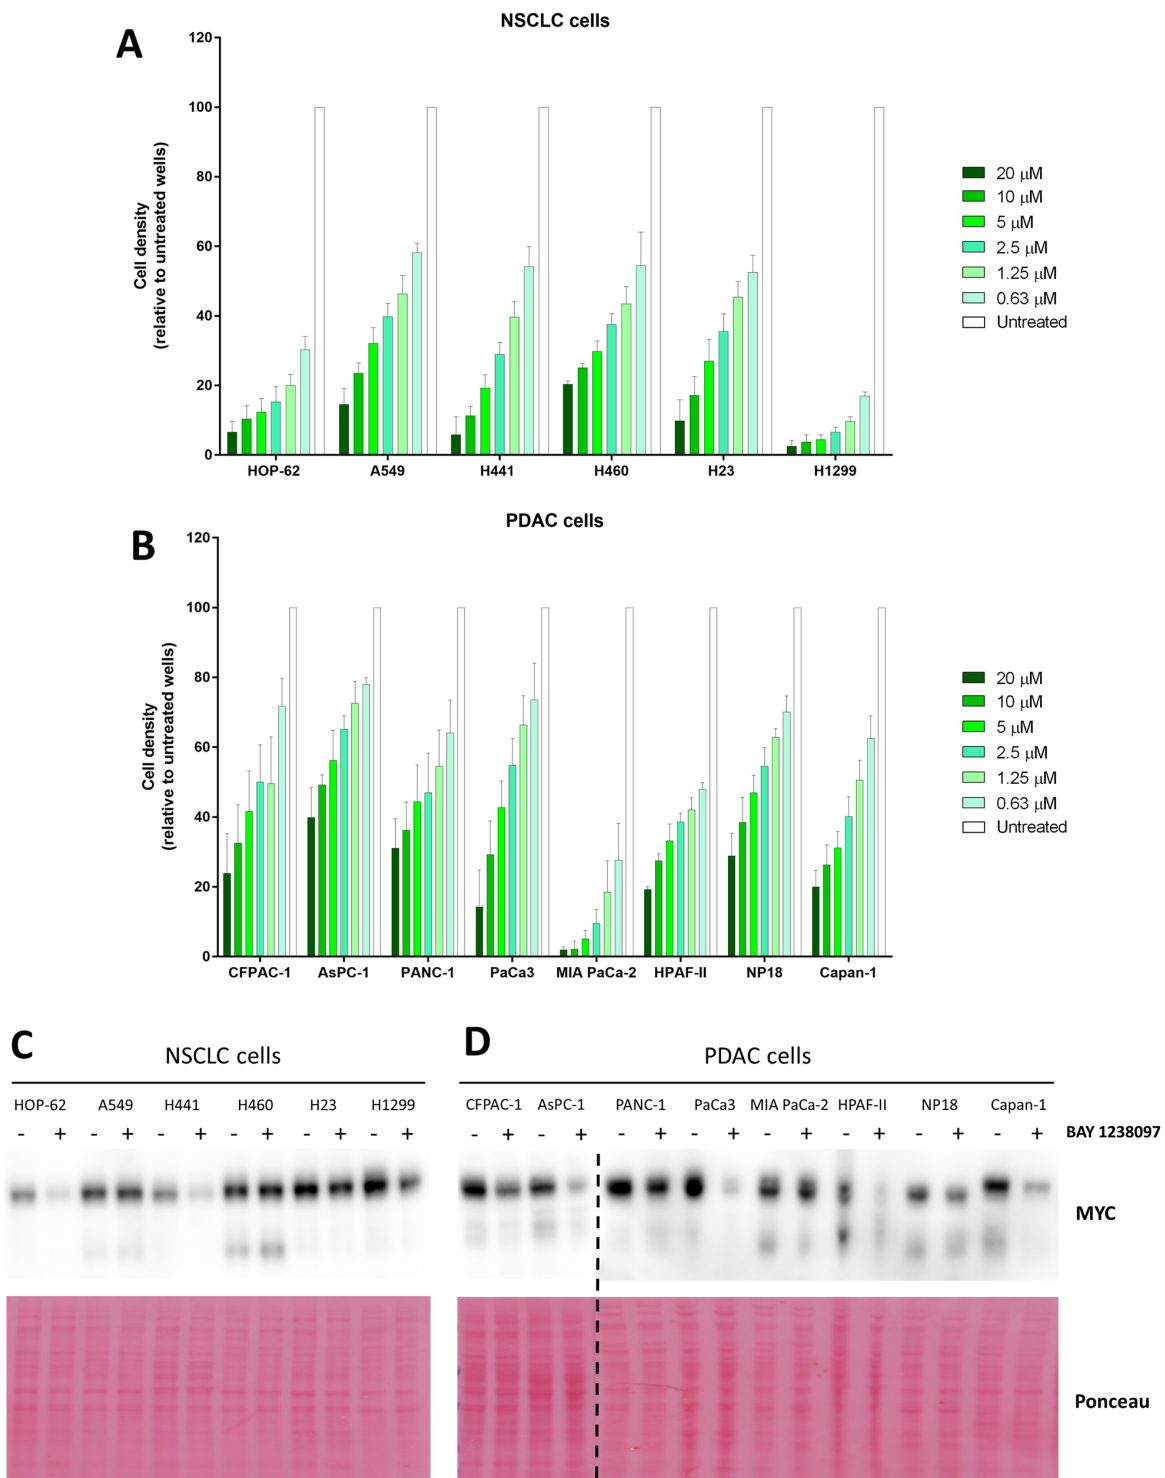 A
NSCLC cells
Cell density
(relative to untreated wells)
120
100
80
60
40
20
0
HOP-62 A549 H441 H460 H23 H1299
20 μM
10 μM
5 μM
2.5 μM
1.25 μM
0.63 μM
Untreated
B
PDAC cells
Cell density
(relative to untreated wells)
120
100
80
60
40
20
0
CFPAC-1 AsPC-1 PANC-1 PaCa3 MIA PaCa-2 HPAF-II NP18 Capan-1
20 μM
10 μM
5 μM
2.5 μM
1.25 μM
0.63 μM
Untreated
C
NSCLC cells
HOP-62 A549 H441 H460 H23 H1299
- + - + - + - + - + - +
D
PDAC cells
CFPAC-1 AsPC-1 PANC-1 PaCa3 MIA PaCa-2 HPAF-II NP18 Capan-1
- + - + - + - + - + - + - + - + BAY 1238097
MYC
Ponceau